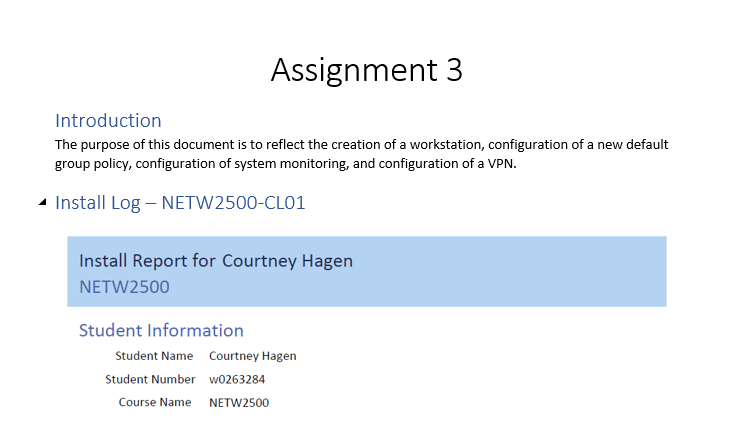 Assignment 3
Introduction
The purpose of this document is to reflect the creation of a workstation, configuration of a new default
group policy, configuration of system monitoring, and configuration of a VPN.
Install Log – NETW2500-CL01
Install Report for Courtney Hagen
NETW2500
Student Information
Student Name Courtney Hagen
Student Number w0263284
Course Name NETW2500